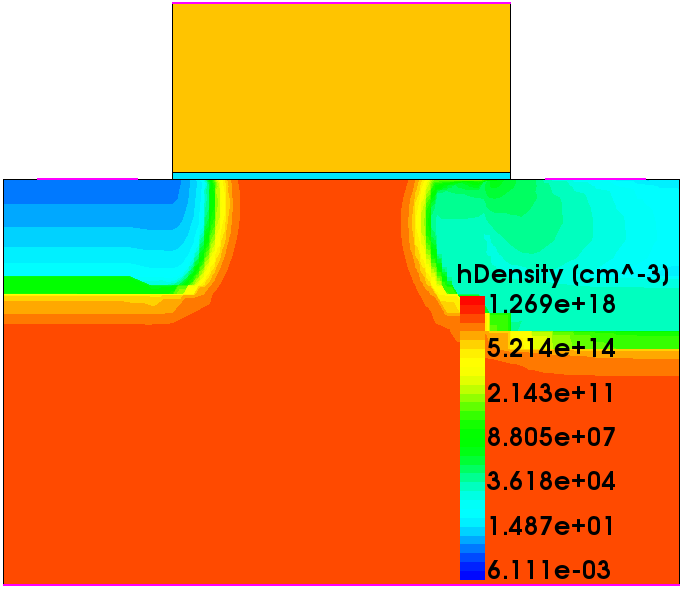 hDensity (cm^-3)
1.269e+18
5.214e+14
2.143e+11
8.805e+07
3.618e+04
1.487e+01
6.111e-03